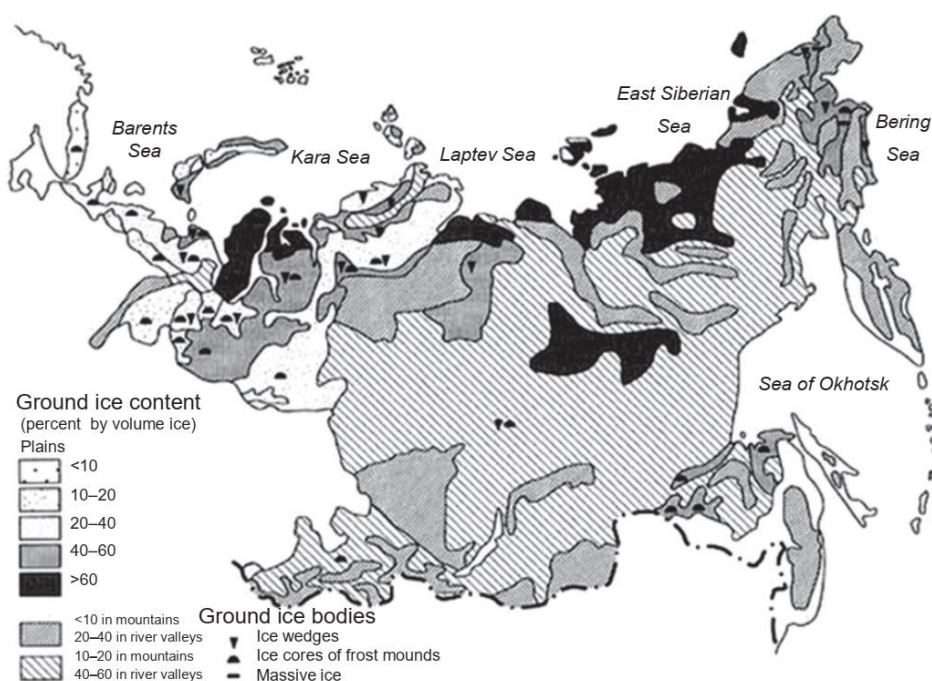 East Siberian
Sea
Barents
Sea
Kara Sea
Laptev Sea
Bering
Sea
Sea of Okhotsk
Ground ice content
(percent by volume ice)
Plains
<10
10–20
20–40
40–60
>60
<10 in mountains
20–40 in river valleys
10–20 in mountains
40–60 in river valleys
Ground ice bodies
Ice wedges
Ice cores of frost mounds
Massive ice